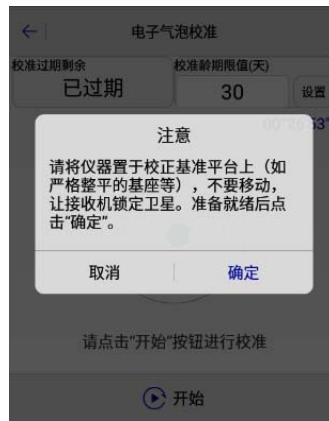 电子气泡校准
校准过期剩余 校准龄期限值(天)
已过期 30 设置
注意
请将仪器置于校正基准平台上（如
严格整平的基座等），不要移动，
让接收机锁定卫星。准备就绪后点
击“确定”。
取消 确定
请点击“开始”按钮进行校准
开始